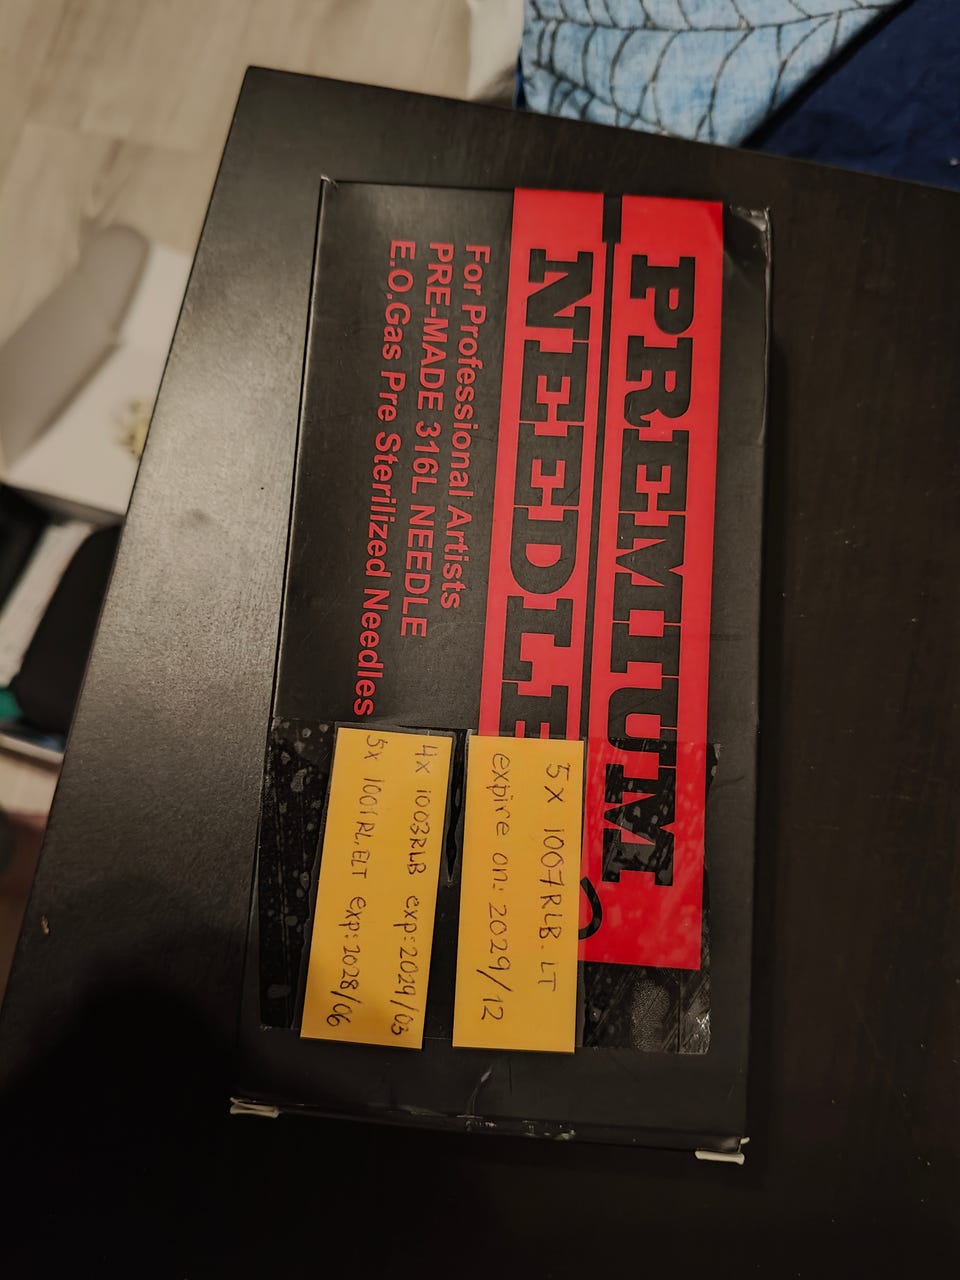 PREMIUM
NEEDLE
For Professional Artists
PRE-MADE 316L NEEDLE
E.O,Gas Pre Sterilized Needles
5x 1007RLB-LT
expire on: 2029/12
4x 1003RLB exp:2029/03
5x 1001RL.ELT exp:2028/06